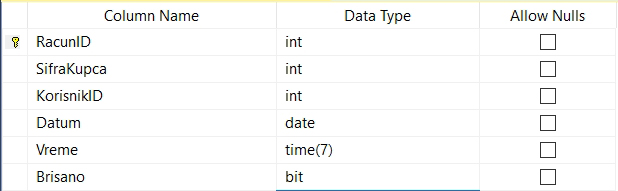 Column Name Data Type Allow Nulls
RacunID int
SifraKupca int
KorisnikID int
Datum date
Vreme time(7)
Brisano bit